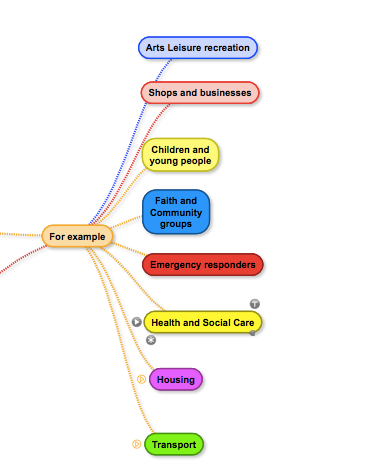 Arts Leisure recreation
Shops and businesses
Children and
young people
Faith and
Community
groups
For example
Emergency responders
Health and Social Care
Housing
Transport